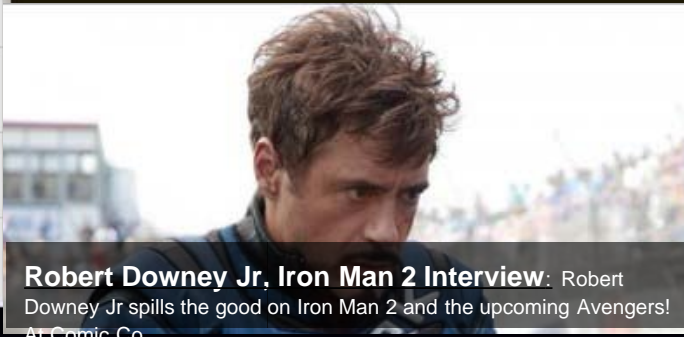 Robert Downey Jr, Iron Man 2 Interview: Robert
Downey Jr spills the good on Iron Man 2 and the upcoming Avengers!
At Comic Co